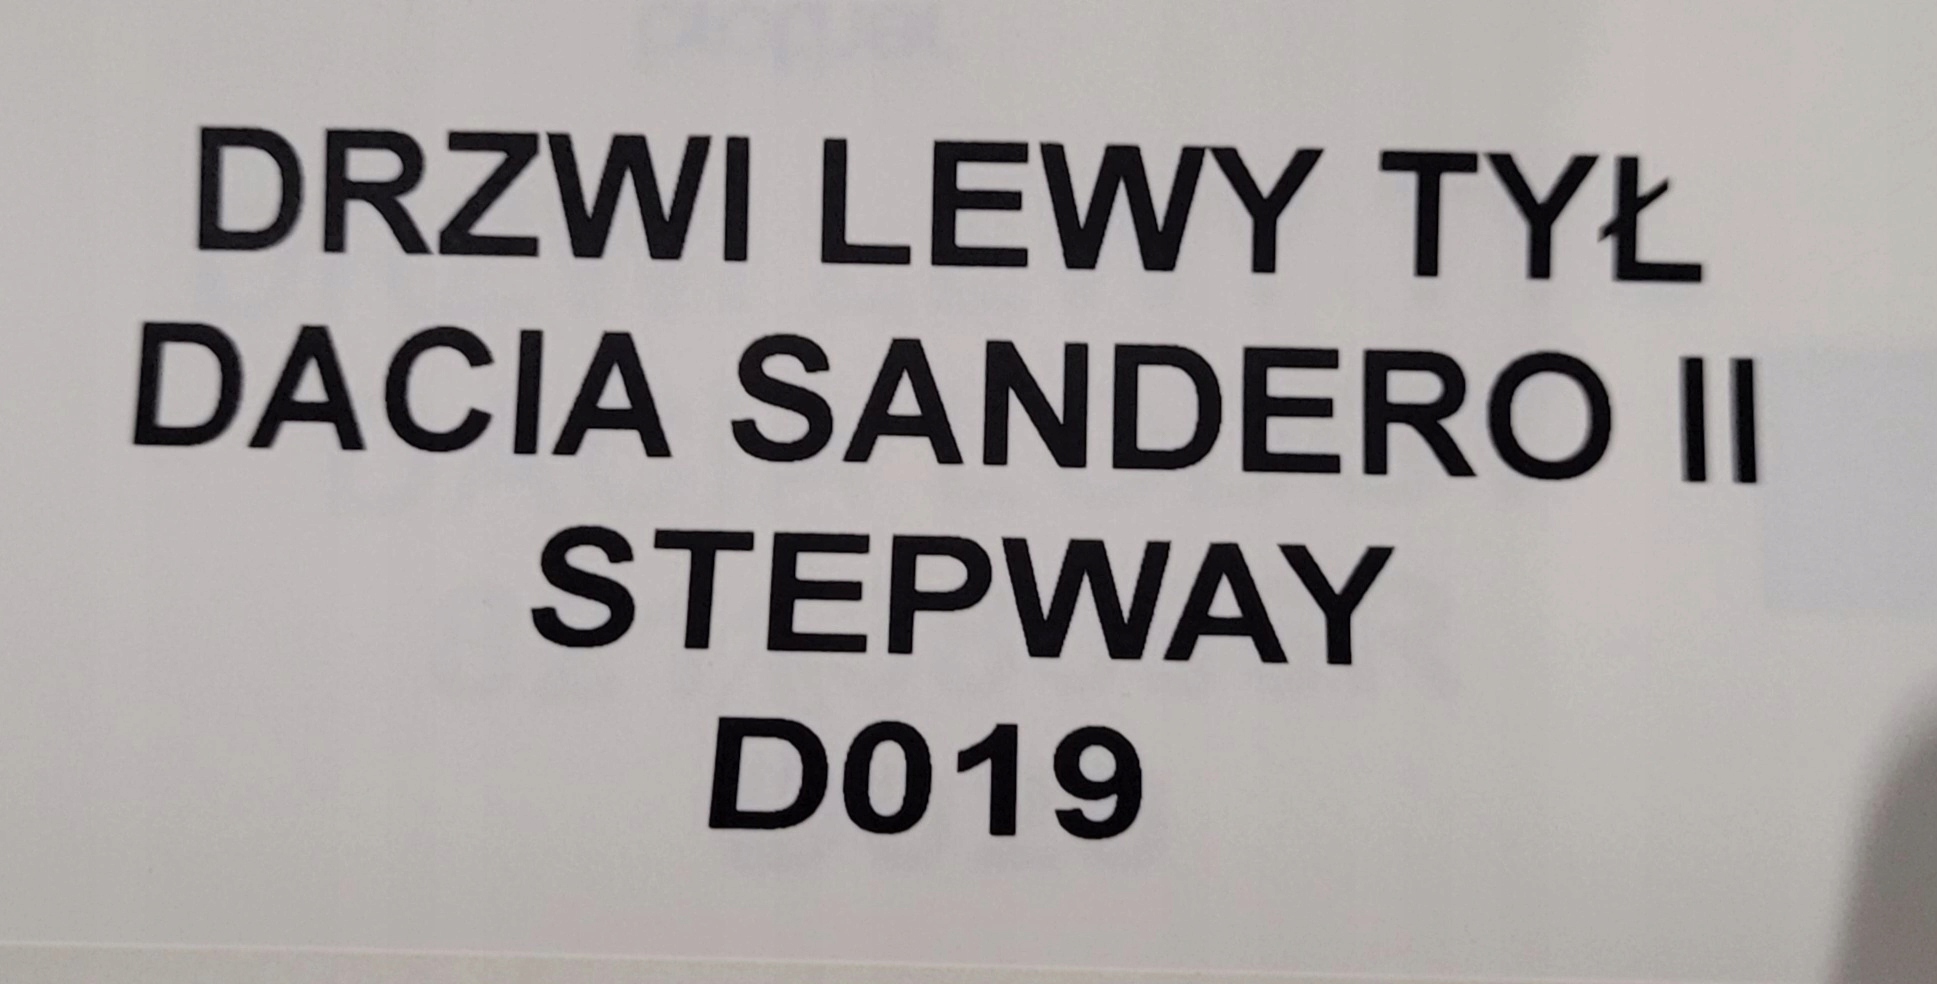 DRZWI LEWY TYŁ
DACIA SANDERO II
STEPWAY
D019